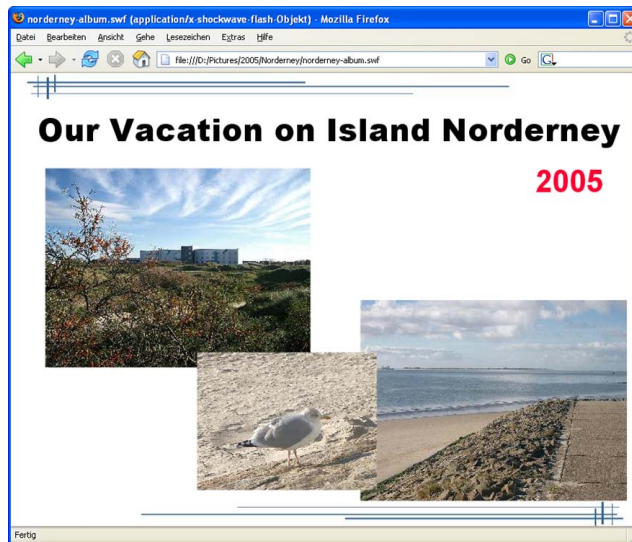 norderney-album.swf (application/x-shockwave-flash-Objekt) - Mozilla Firefox
Datei Bearbeiten Ansicht Gehe Lesezeichen Extras Hilfe
file:///D:/Pictures/2005/Norderney/norderney-album.swf Go G
Our Vacation on Island Norderney
2005
Fertig